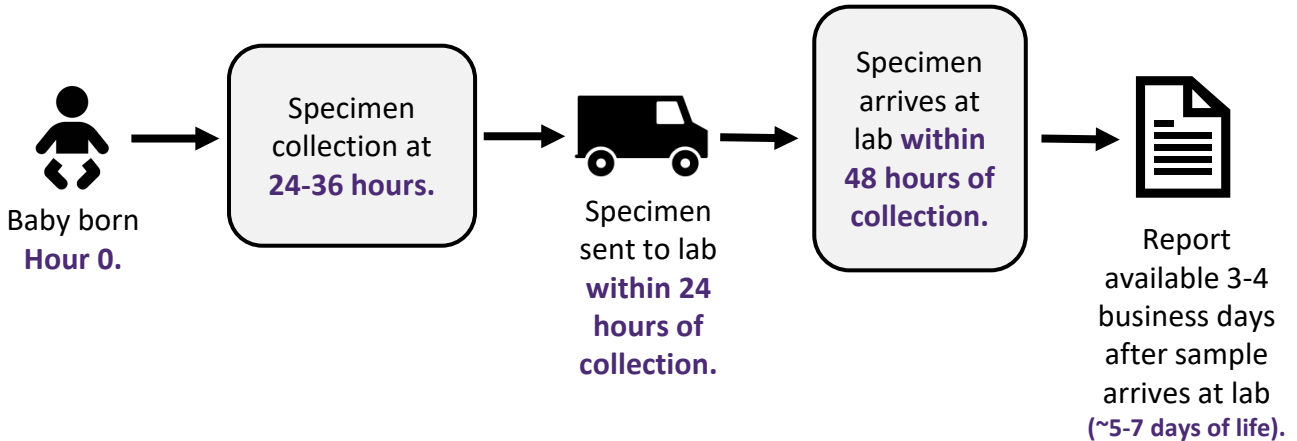 Baby born
Hour 0.
Specimen
collection at
24-36 hours.
Specimen
sent to lab
within 24
hours of
collection.
Specimen
arrives at
lab within
48 hours of
collection.
Report
available 3-4
business days
after sample
arrives at lab
(~5-7 days of life).